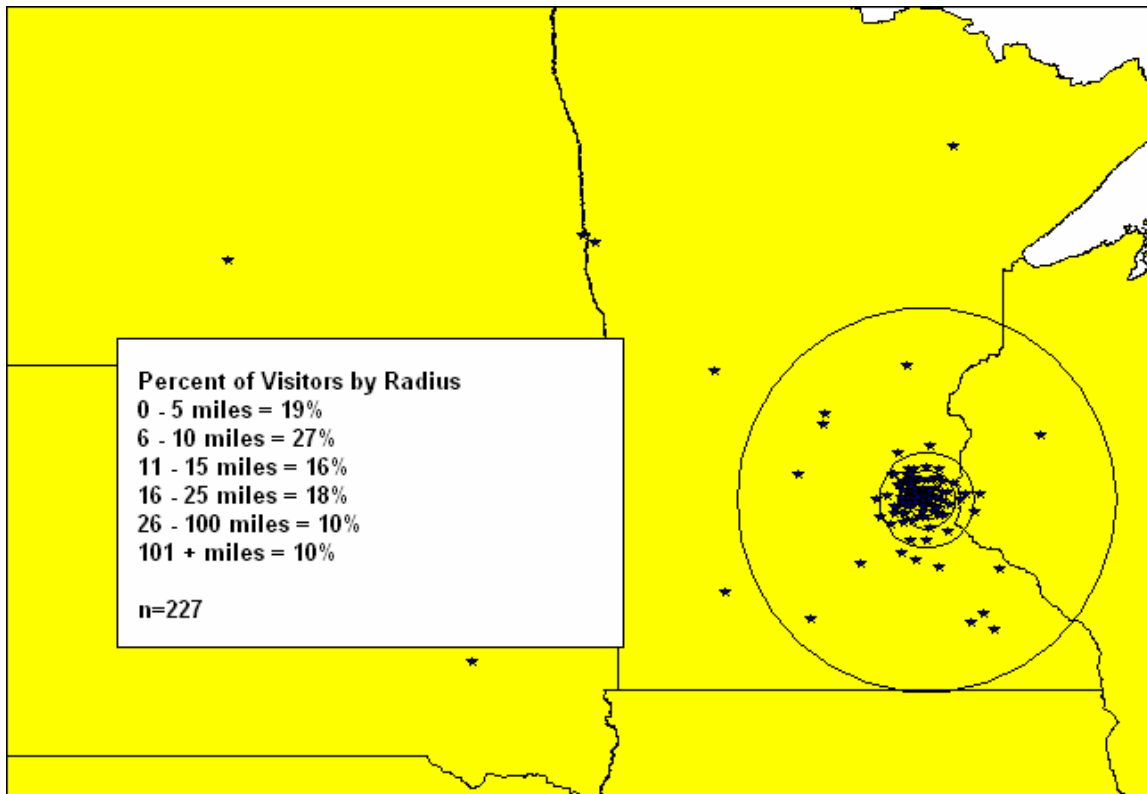 Percent of Visitors by Radius
0 - 5 miles = 19%
6 - 10 miles = 27%
11 - 15 miles = 16%
16 - 25 miles = 18%
26 - 100 miles = 10%
101 + miles = 10%
n=227